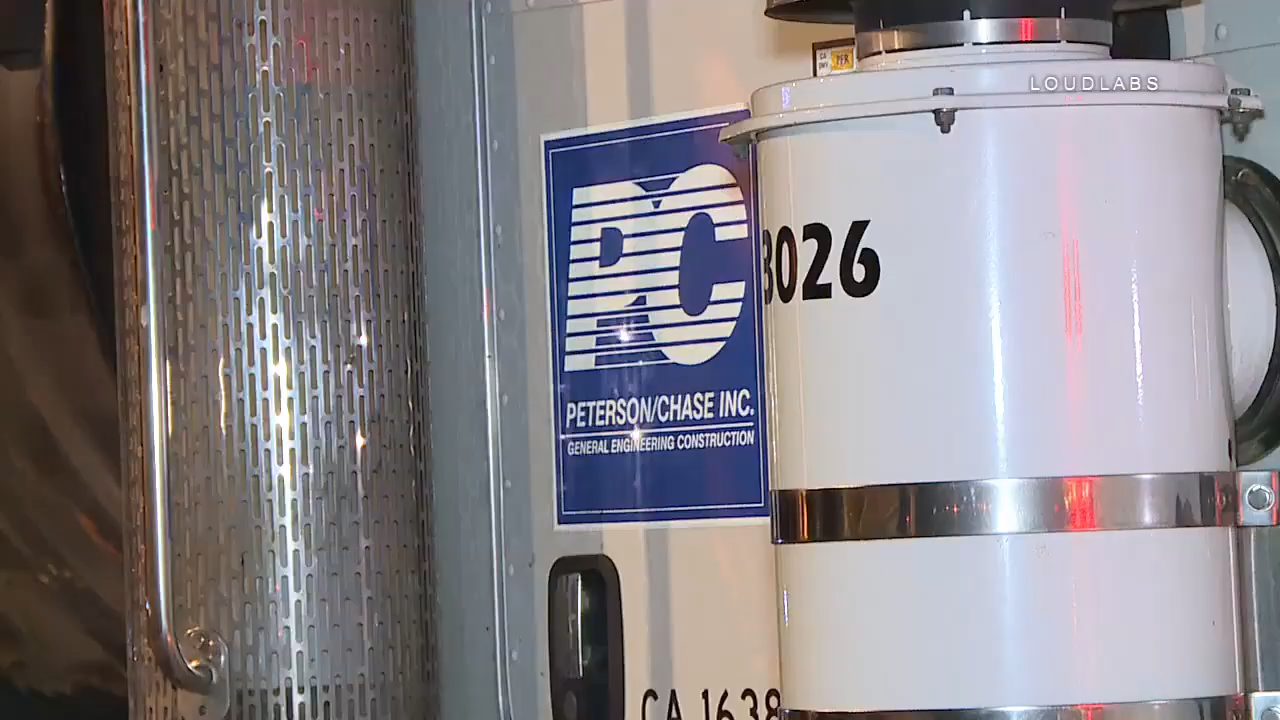 LOUDLABS
PC
3026
PETERSON/CHASE INC.
GENERAL ENGINEERING CONSTRUCTION
CA 1638